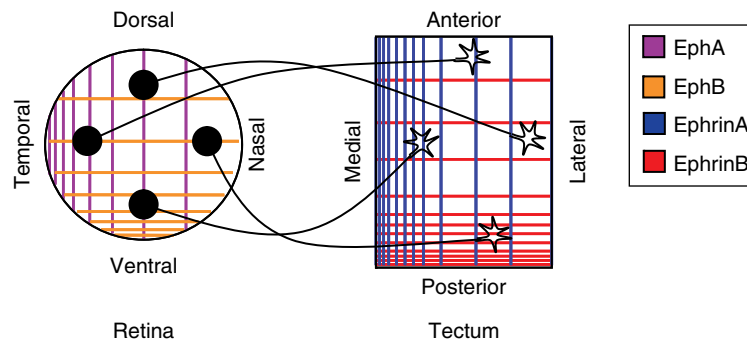 Dorsal
Temporal
Nasal
Ventral
Retina
Anterior
Medial
Lateral
Posterior
Tectum
EphA
EphB
EphrinA
EphrinB